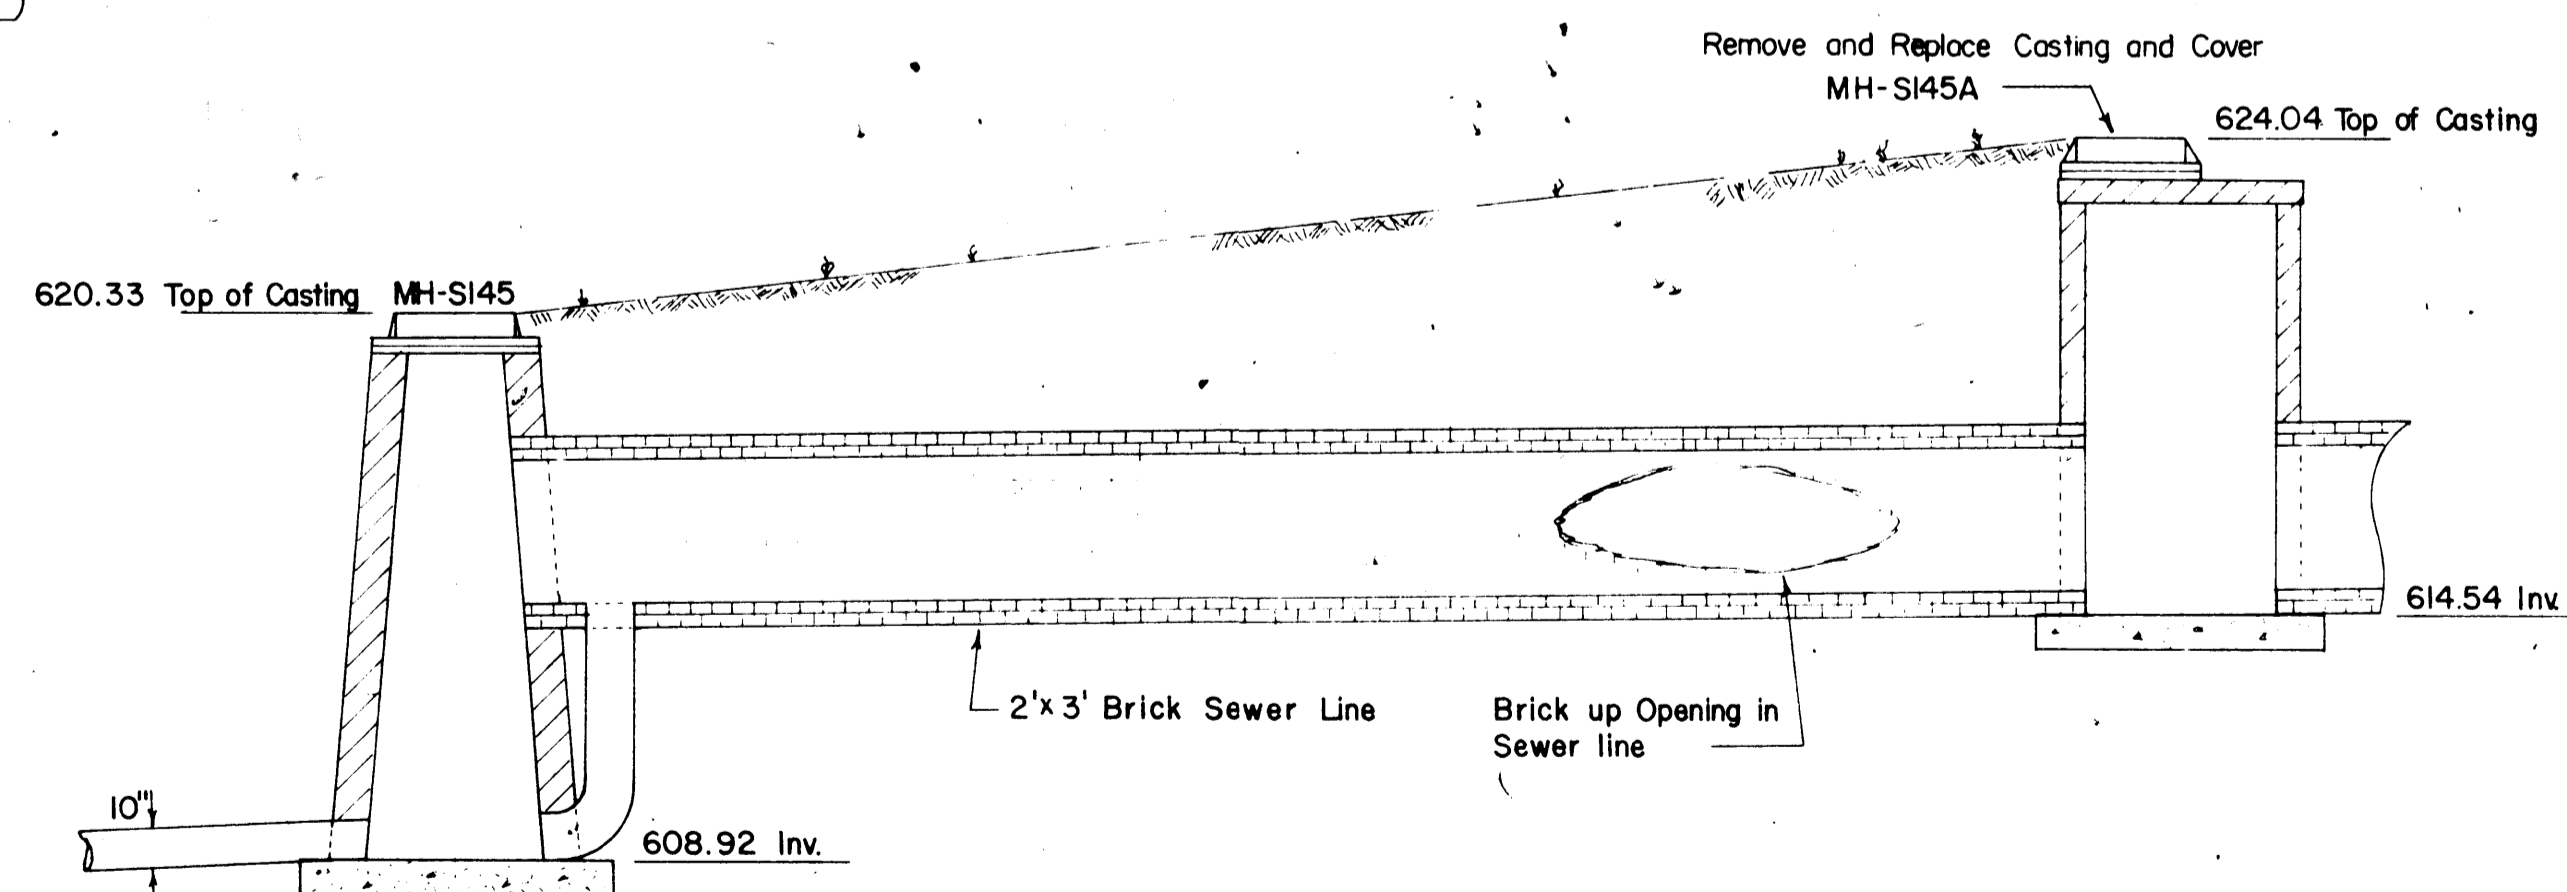 Remove and Replace Casting and Cover
MH-S145A
624.04 Top of Casting
620.33 Top of Casting MH-S145
614.54 Inv.
2'x 3' Brick Sewer Line
Brick up Opening in
Sewer line
10"
608.92 Inv.